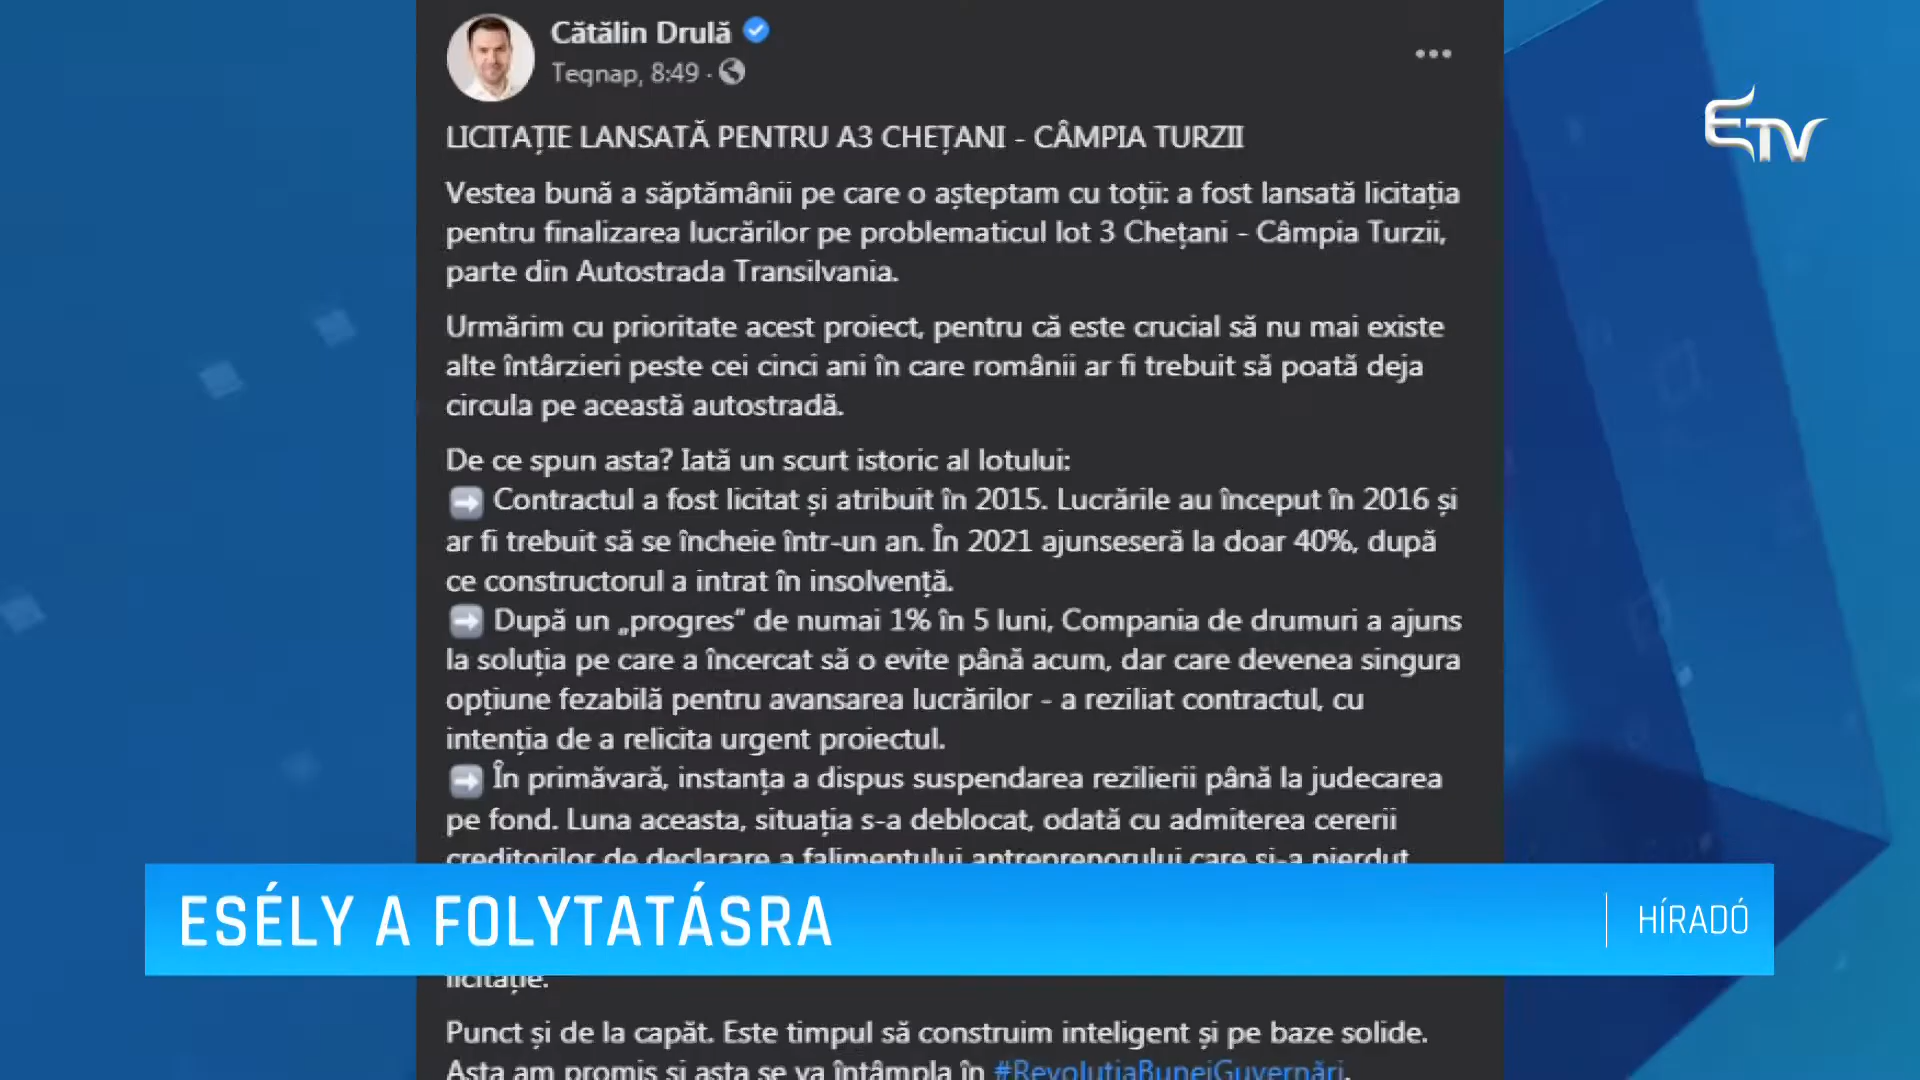 Cătălin Drulă
Tegnap, 8:49 ·
ETV
LICITAȚIE LANSATĂ PENTRU A3 CHEȚANI - CÂMPIA TURZII
Vestea bună a săptămânii pe care o așteptam cu toții: a fost lansată licitația
pentru finalizarea lucrărilor pe problematicul lot 3 Chețani - Câmpia Turzii,
parte din Autostrada Transilvania.
Urmărim cu prioritate acest proiect, pentru că este crucial să nu mai existe
alte întârzieri peste cei cinci ani în care românii ar fi trebuit să poată deja
circula pe această autostradă.
De ce spun asta? Iată un scurt istoric al lotului:
➡ Contractul a fost licitat și atribuit în 2015. Lucrările au început în 2016 și
ar fi trebuit să se încheie într-un an. În 2021 ajunseseră la doar 40%, după
ce constructorul a intrat în insolvență.
➡ După un „progres” de numai 1% în 5 luni, Compania de drumuri a ajuns
la soluția pe care a încercat să o evite până acum, dar care devenea singura
opțiune fezabilă pentru avansarea lucrărilor - a reziliat contractul, cu
intenția de a relicita urgent proiectul.
➡ În primăvară, instanța a dispus suspendarea rezilierii până la judecarea
pe fond. Luna aceasta, situația s-a deblocat, odată cu admiterea cererii
creditorilor de declarare a falimentului antreprenorului care și-a pierdut
ESÉLY A FOLYTATÁSRA
HÍRADÓ
licitație.
Punct și de la capăt. Este timpul să construim inteligent și pe baze solide.
Asta am promis și asta se va întâmpla în #RevoluțiaBuneiGuvernări.